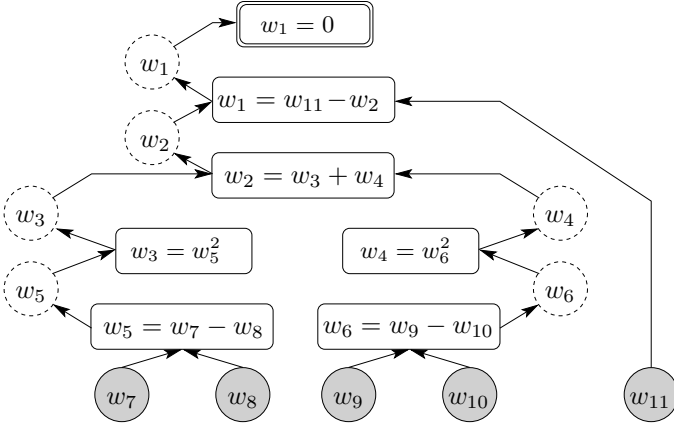 w₁ = 0
w₁
w₁ = w₁₁ − w₂
w₂
w₂ = w₃ + w₄
w₃
w₄
w₃ = w₅²
w₄ = w₆²
w₅
w₆
w₅ = w₇ − w₈
w₆ = w₉ − w₁₀
w₇
w₈
w₉
w₁₀
w₁₁